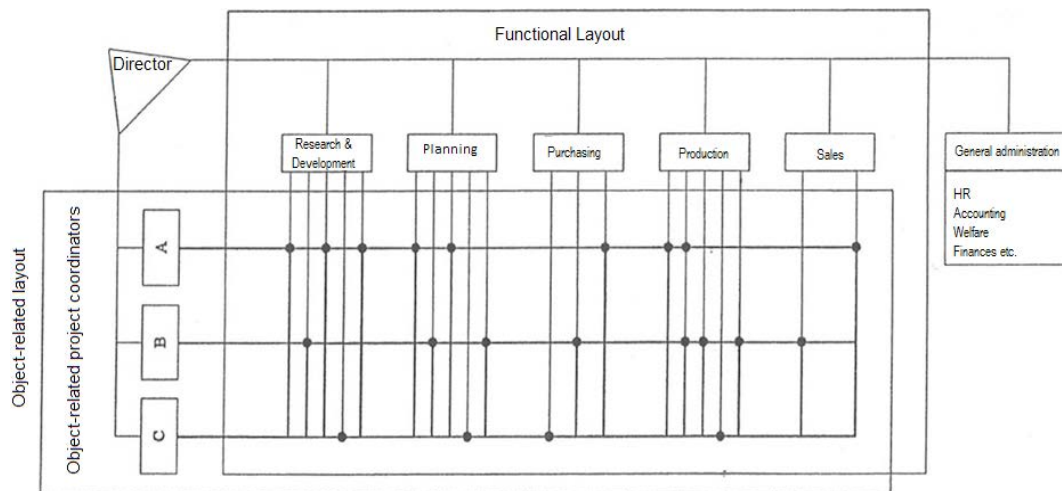 Functional Layout
Director
Research &
Development
Planning
Purchasing
Production
Sales
General administration
HR
Accounting
Welfare
Finances etc.
Object-related layout
Object-related project coordinators
A
B
C